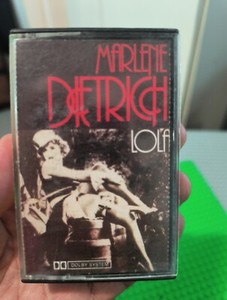 MARLENE
DIETRICH
LOLA
DOLBY SYSTEM